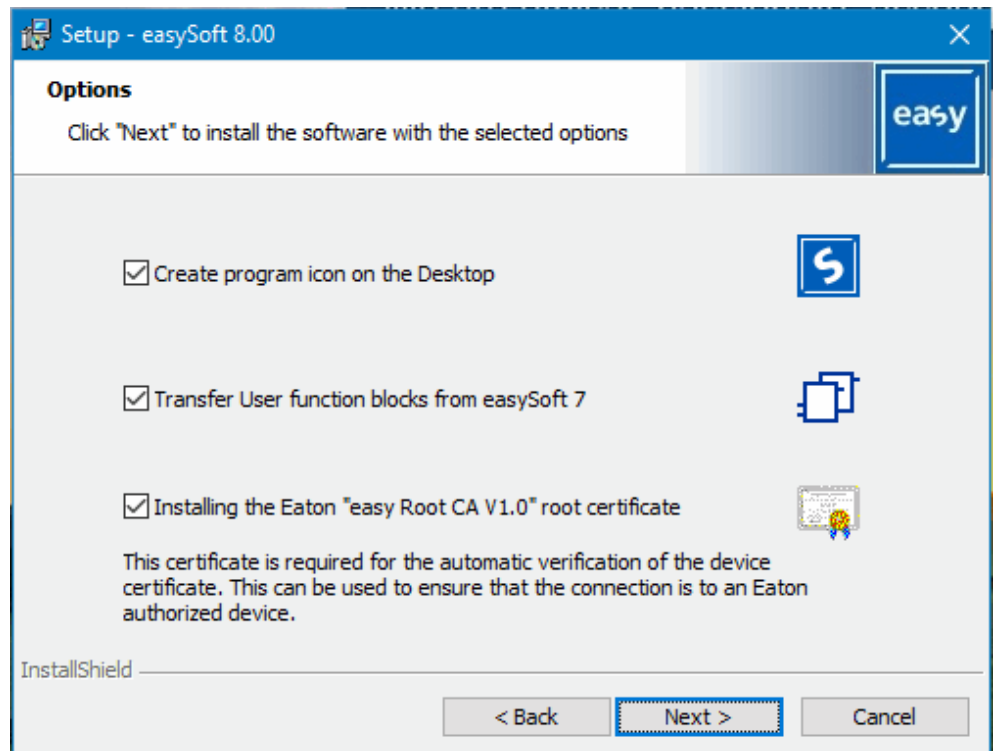 Setup - easySoft 8.00
Options
Click "Next" to install the software with the selected options
easy
Create program icon on the Desktop
S
Transfer User function blocks from easySoft 7
Installing the Eaton "easy Root CA V1.0" root certificate
This certificate is required for the automatic verification of the device
certificate. This can be used to ensure that the connection is to an Eaton
authorized device.
InstallShield
< Back
Next >
Cancel